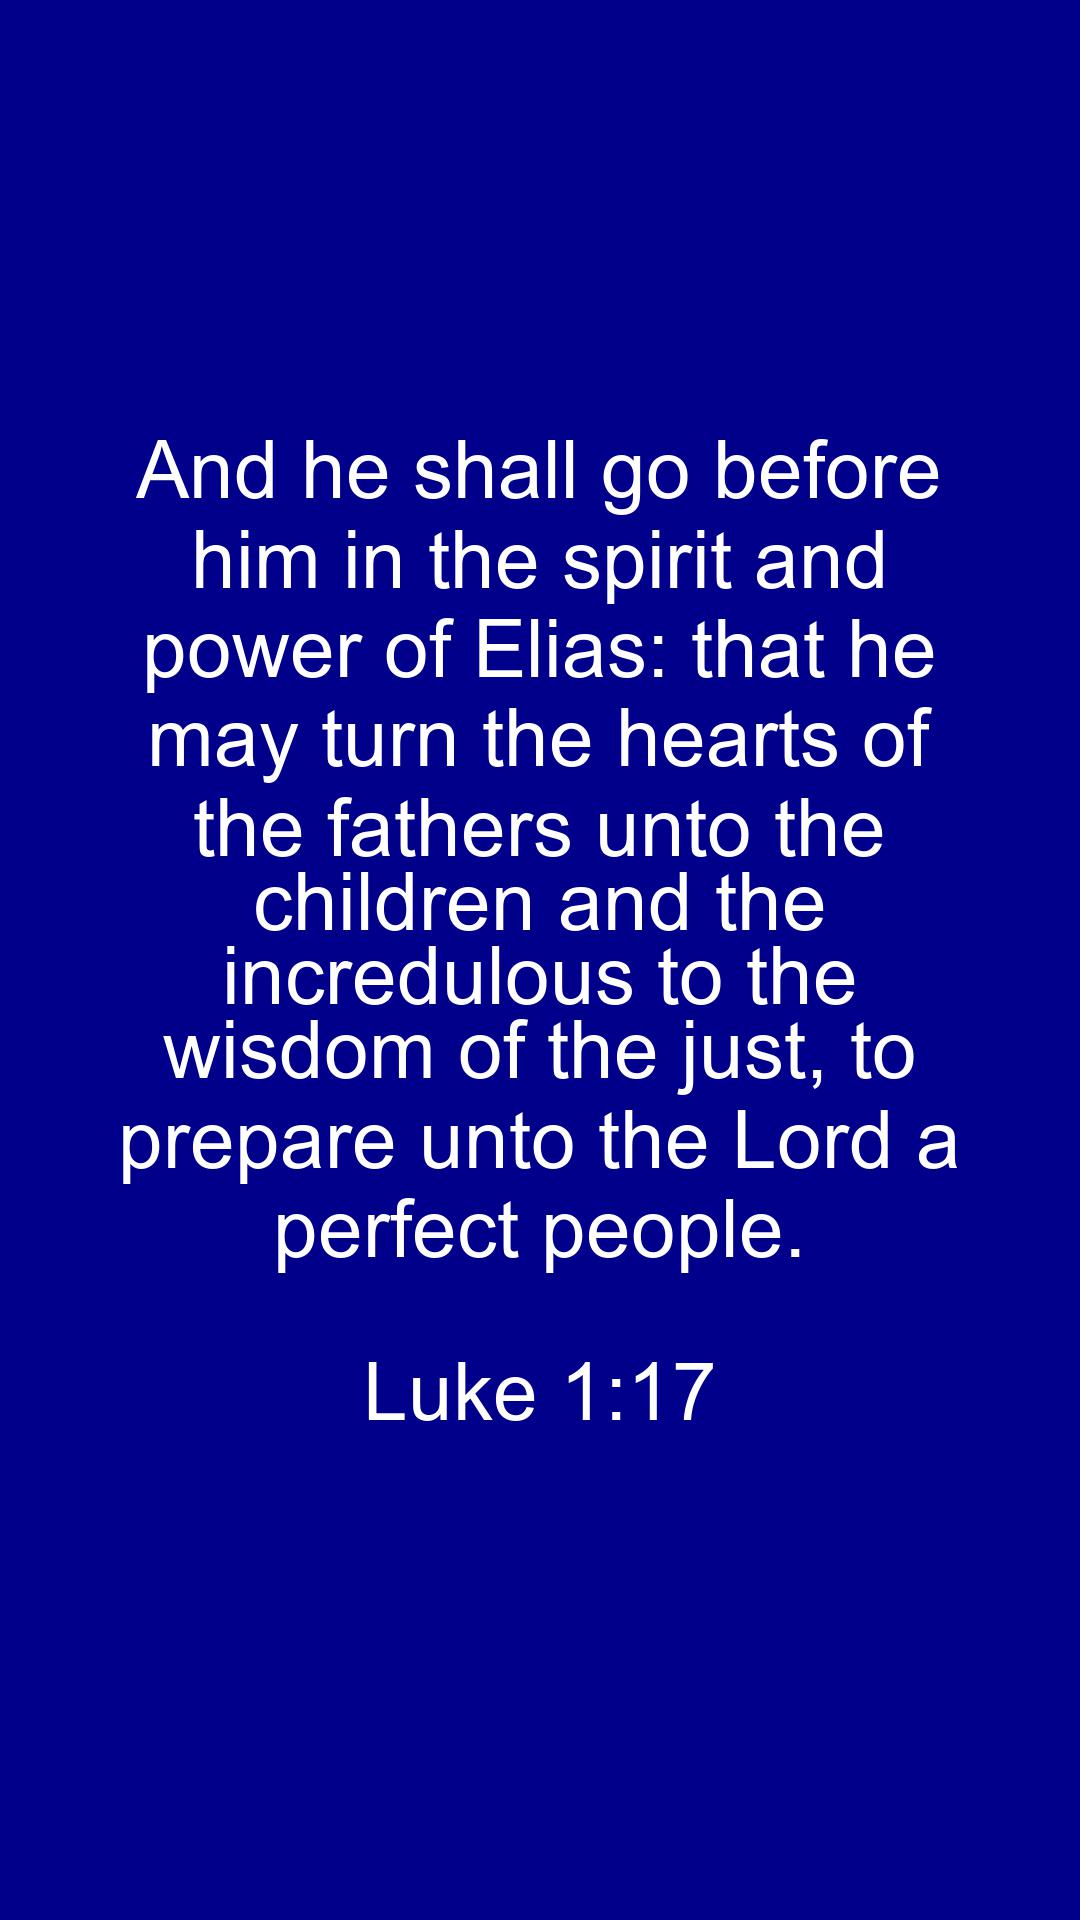 And he shall go before
him in the spirit and
power of Elias: that he
may turn the hearts of
the fathers unto the
children and the
incredulous to the
wisdom of the just, to
prepare unto the Lord a
perfect people.
Luke 1:17